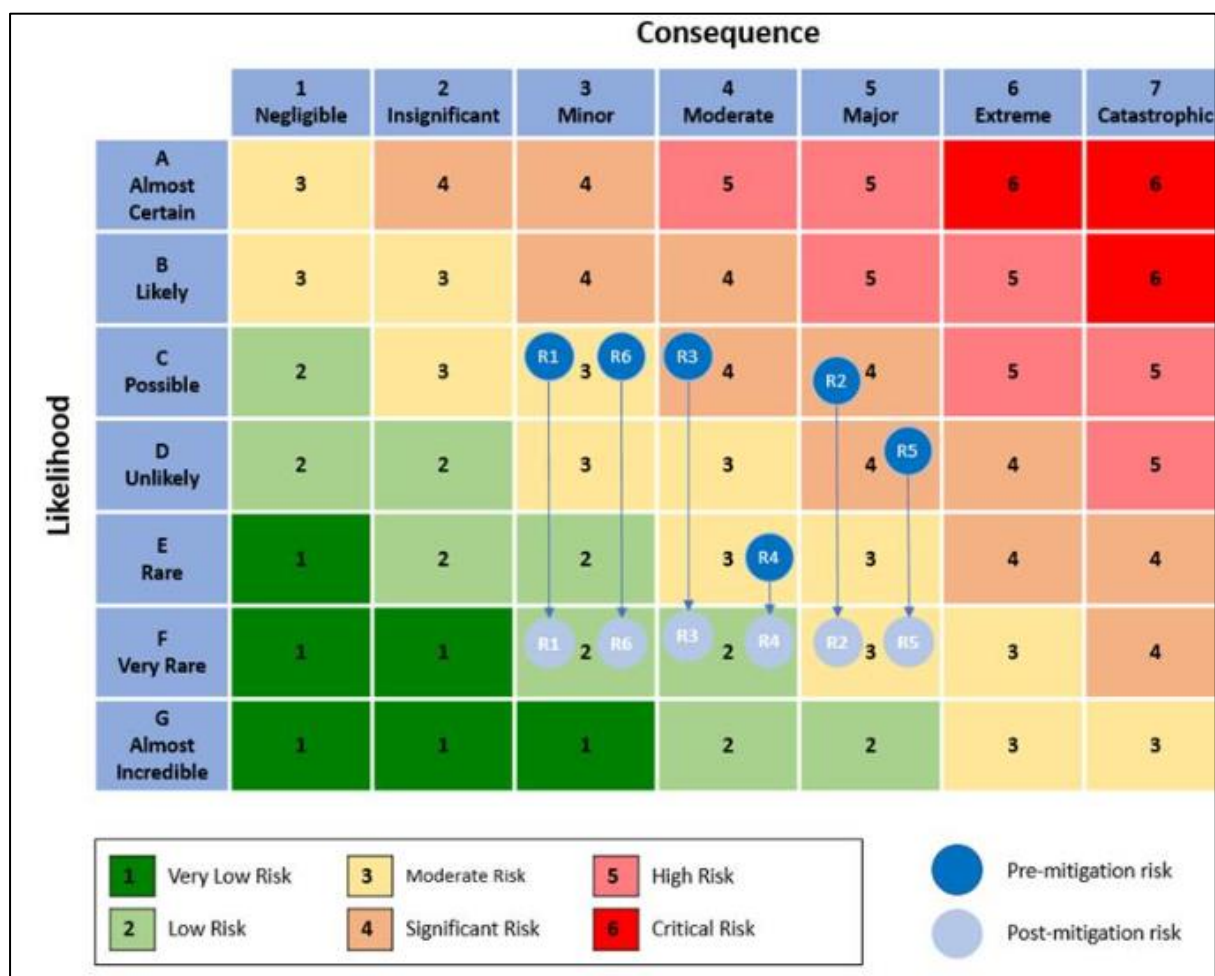 Consequence
1
Negligible
2
Insignificant
3
Minor
4
Moderate
5
Major
6
Extreme
7
Catastrophic
Likelihood
A
Almost
Certain
3 4 4 5 5 6 6
B
Likely
3 3 4 4 5 5 6
R1 R6 R3
C
Possible
2 3 3 4 R2 4 5 5
D
Unlikely
2 2 3 3 4 R5 4 5
E
Rare
1 2 2 3 R4 3 4 4
F
Very Rare
1 1 R1 2 R6 R3 2 R4 R2 3 R5 3 4
G
Almost
Incredible
1 1 1 2 2 3 3
1 Very Low Risk 3 Moderate Risk 5 High Risk
2 Low Risk 4 Significant Risk 6 Critical Risk
Pre-mitigation risk
Post-mitigation risk